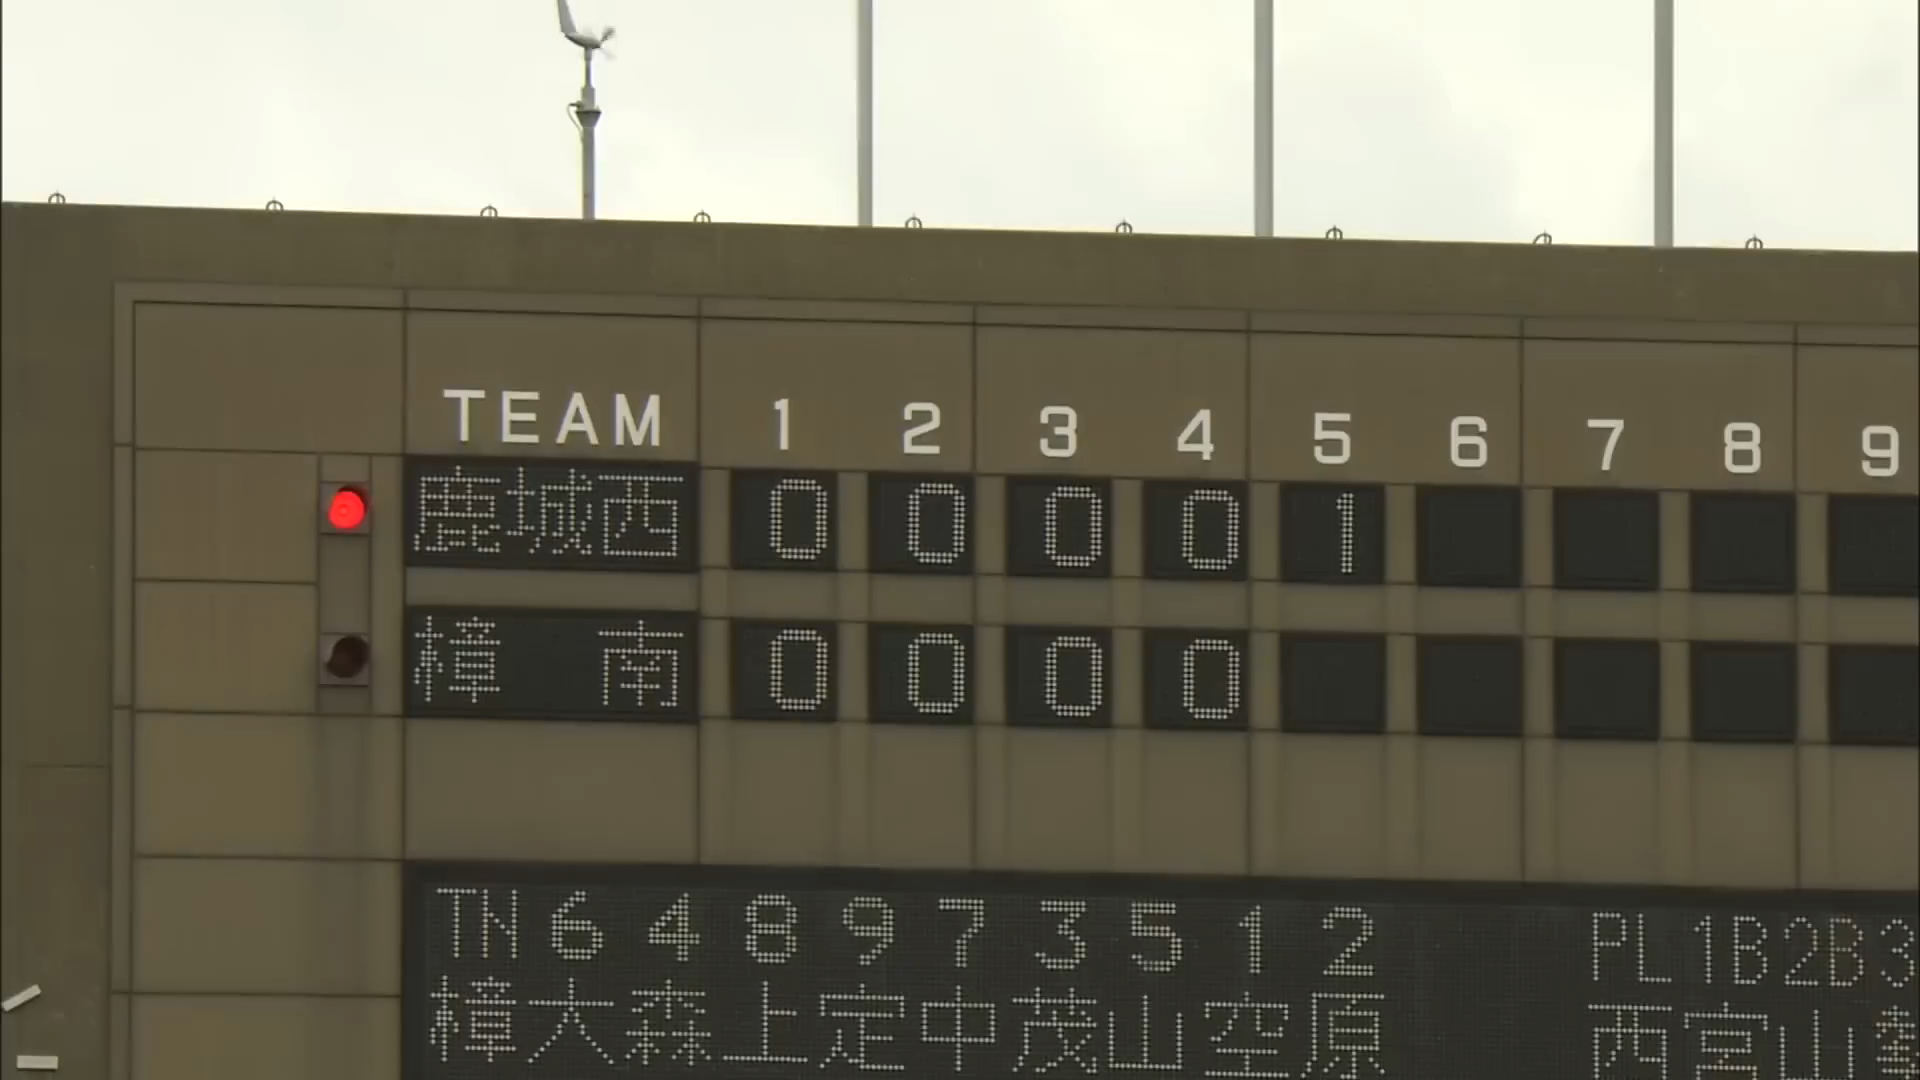 TEAM 1 2 3 4 5 6 7 8 9
鹿城西 0 0 0 0 1
樟南 0 0 0 0
TN 6 4 8 9 7 3 5 1 2 PL 1B 2B 3
樟 大 森 上 定 中 茂 山 空 原 西 宮 山